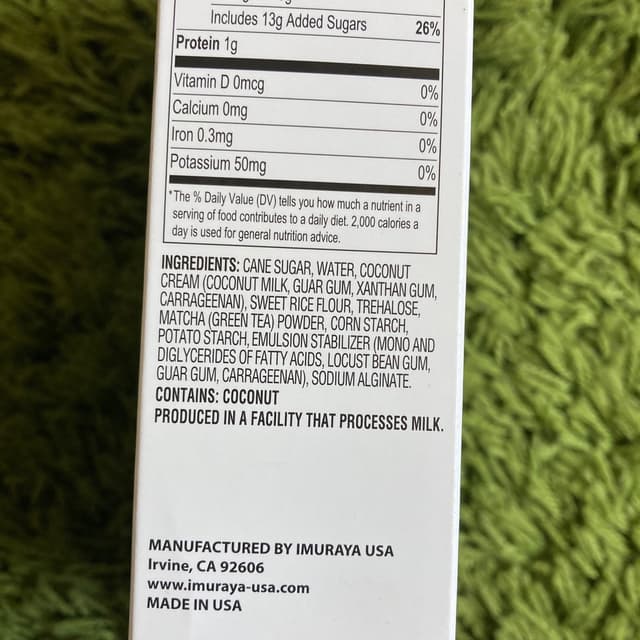 Includes 13g Added Sugars 26%
Protein 1g
Vitamin D 0mcg 0%
Calcium 0mg 0%
Iron 0.3mg 0%
Potassium 50mg 0%
*The % Daily Value (DV) tells you how much a nutrient in a
serving of food contributes to a daily diet. 2,000 calories a
day is used for general nutrition advice.
INGREDIENTS: CANE SUGAR, WATER, COCONUT
CREAM (COCONUT MILK, GUAR GUM, XANTHAN GUM,
CARRAGEENAN), SWEET RICE FLOUR, TREHALOSE,
MATCHA (GREEN TEA) POWDER, CORN STARCH,
POTATO STARCH, EMULSION STABILIZER (MONO AND
DIGLYCERIDES OF FATTY ACIDS, LOCUST BEAN GUM,
GUAR GUM, CARRAGEENAN), SODIUM ALGINATE.
CONTAINS: COCONUT
PRODUCED IN A FACILITY THAT PROCESSES MILK.
MANUFACTURED BY IMURAYA USA
Irvine, CA 92606
www.imuraya-usa.com
MADE IN USA